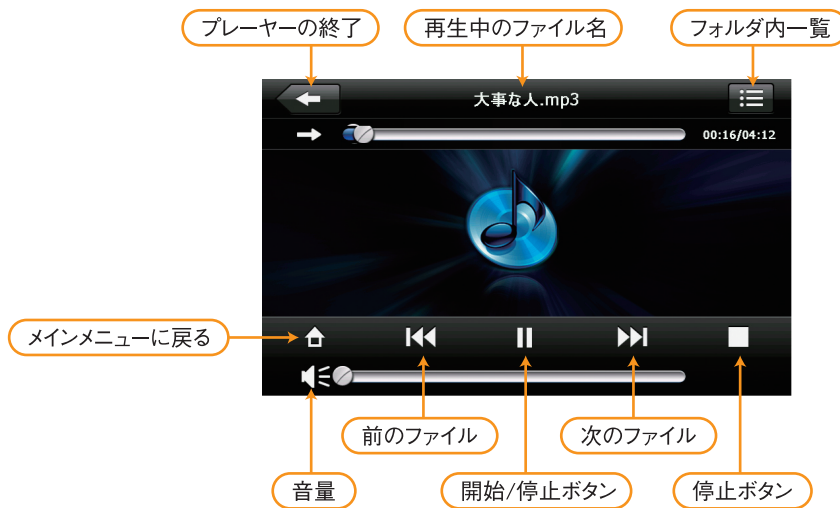 プレーヤーの終了
再生中のファイル名
フォルダ内一覧
大事な人.mp3
00:16/04:12
メインメニューに戻る
前のファイル
次のファイル
音量
開始/停止ボタン
停止ボタン